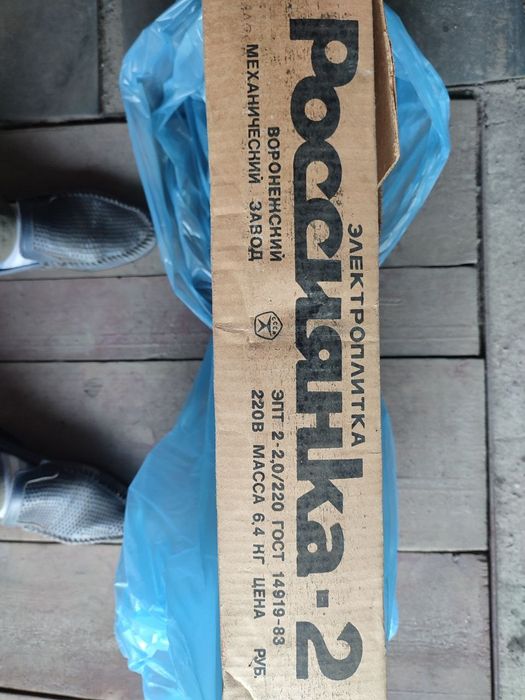 ЭЛЕКТРОПЛИТКА
Россиянка-2
ВОРОНЕЖСКИЙ
МЕХАНИЧЕСКИЙ ЗАВОД
СССР
ЭПТ 2-2,0/220 ГОСТ 14919-83
220В МАССА 6,4 КГ ЦЕНА РУБ.